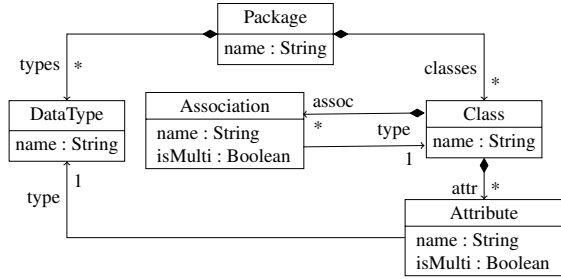 Package
name : String
types
*
classes
*
DataType
name : String
Association
name : String
isMulti : Boolean
assoc
*
type
1
Class
name : String
type
1
attr
*
Attribute
name : String
isMulti : Boolean